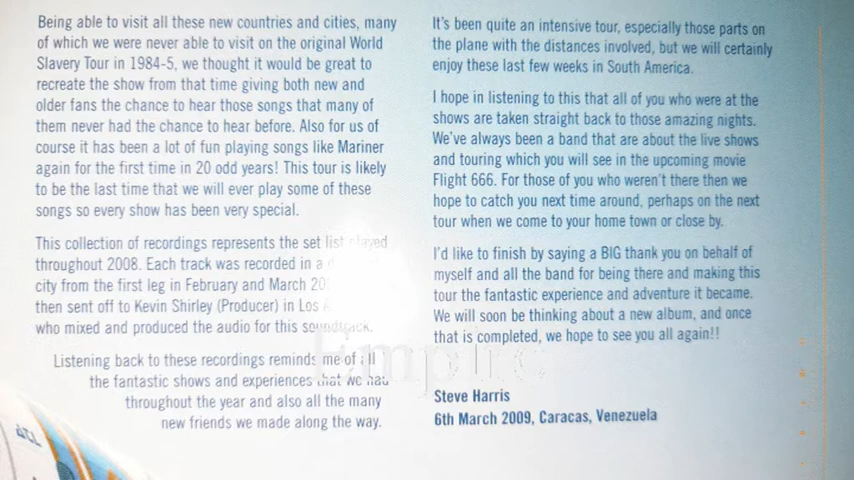 Being able to visit all these new countries and cities, many
of which we were never able to visit on the original World
Slavery Tour in 1984-5, we thought it would be great to
recreate the show from that time giving both new and
older fans the chance to hear those songs that many of
them never had the chance to hear before. Also for us of
course it has been a lot of fun playing songs like Mariner
again for the first time in 20 odd years! This tour is likely
to be the last time that we will ever play some of these
songs so every show has been very special.
This collection of recordings represents the set list played
throughout 2008. Each track was recorded in a
city from the first leg in February and March
then sent off to Kevin Shirley (Producer) in Los
who mixed and produced the audio for this soundtrack.
Listening back to these recordings reminds me of all
the fantastic shows and experiences that we had
throughout the year and also all the many
new friends we made along the way.
It's been quite an intensive tour, especially those parts on
the plane with the distances involved, but we will certainly
enjoy these last few weeks in South America.
I hope in listening to this that all of you who were at the
shows are taken straight back to those amazing nights.
We've always been a band that are about the live shows
and touring which you will see in the upcoming movie
Flight 666. For those of you who weren't there then we
hope to catch you next time around, perhaps on the next
tour when we come to your home town or close by.
I'd like to finish by saying a BIG thank you on behalf of
myself and all the band for being there and making this
tour the fantastic experience and adventure it became.
We will soon be thinking about a new album, and once
that is completed, we hope to see you all again!!
Steve Harris
6th March 2009, Caracas, Venezuela
Empire